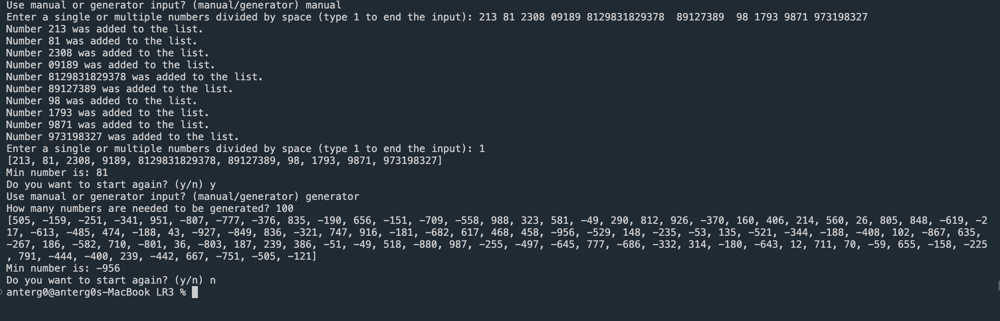 Use manual or generator input? (manual/generator) manual
Enter a single or multiple numbers divided by space (type 1 to end the input): 213 81 2308 09189 8129831829378  89127389  98 1793 9871 973198327
Number 213 was added to the list.
Number 81 was added to the list.
Number 2308 was added to the list.
Number 09189 was added to the list.
Number 8129831829378 was added to the list.
Number 89127389 was added to the list.
Number 98 was added to the list.
Number 1793 was added to the list.
Number 9871 was added to the list.
Number 973198327 was added to the list.
Enter a single or multiple numbers divided by space (type 1 to end the input): 1
[213, 81, 2308, 9189, 8129831829378, 89127389, 98, 1793, 9871, 973198327]
Min number is: 81
Do you want to start again? (y/n) y
Use manual or generator input? (manual/generator) generator
How many numbers are needed to be generated? 100
[505, -159, -251, -341, 951, -807, -777, -376, 835, -190, 656, -151, -709, -558, 988, 323, 581, -49, 290, 812, 926, -370, 160, 406, 214, 560, 26, 805, 848, -619, -2
17, -613, -485, 474, -188, 43, -927, -849, 836, -321, 747, 916, -181, -682, 617, 468, 458, -956, -529, 148, -235, -53, 135, -521, -344, -188, -408, 102, -867, 635,
-267, 186, -582, 710, -801, 36, -803, 187, 239, 386, -51, -49, 518, -880, 987, -255, -497, -645, 777, -686, -332, 314, -180, -643, 12, 711, 70, -59, 655, -158, -225
, 791, -444, -400, 239, -442, 667, -751, -505, -121]
Min number is: -956
Do you want to start again? (y/n) n
anterg0@anterg0s-MacBook LR3 %